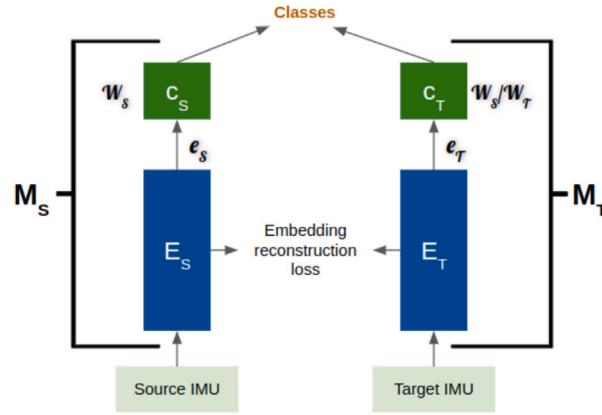 Classes
W_S
C_S
C_T
W_S/W_T
e_S
e_T
M_S
M_T
E_S
Embedding
reconstruction
loss
E_T
Source IMU
Target IMU